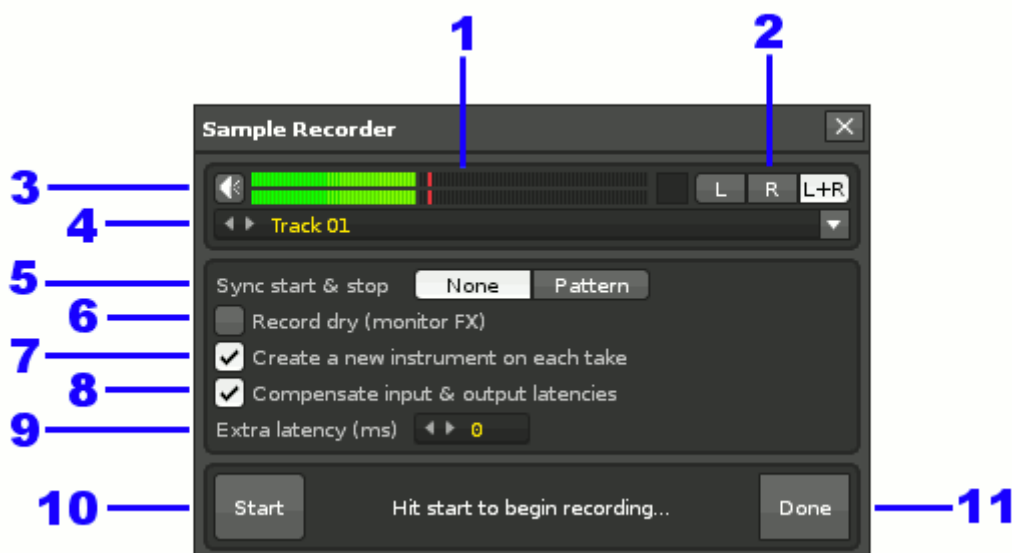 1
2
Sample Recorder
3
L R L+R
4
Track 01
5
Sync start & stop None Pattern
6
Record dry (monitor FX)
7
Create a new instrument on each take
8
Compensate input & output latencies
9
Extra latency (ms) 0
10
Start Hit start to begin recording... Done
11